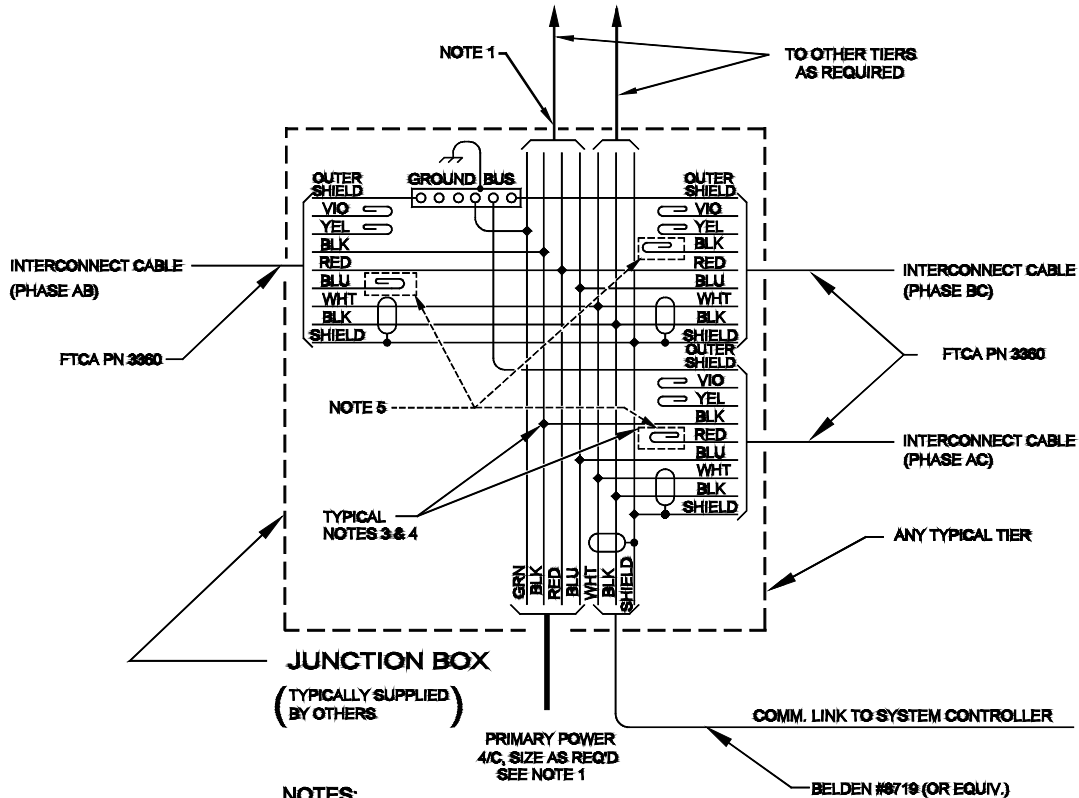 NOTE 1
TO OTHER TIERS
AS REQUIRED
OUTER
SHIELD
GROUND BUS
OUTER
SHIELD
VIO
YEL
BLK
RED
BLU
WHT
BLK
SHIELD
VIO
YEL
BLK
RED
BLU
WHT
BLK
SHIELD
INTERCONNECT CABLE
(PHASE AB)
INTERCONNECT CABLE
(PHASE BC)
FTCA PN 3360
OUTER
SHIELD
FTCA PN 3360
VIO
YEL
BLK
RED
BLU
WHT
BLK
SHIELD
NOTE 5
INTERCONNECT CABLE
(PHASE AC)
TYPICAL
NOTES 3 & 4
ANY TYPICAL TIER
GRN
BLK
RED
BLU
WHT
BLK
SHIELD
JUNCTION BOX
(TYPICALLY SUPPLIED
BY OTHERS)
COMM. LINK TO SYSTEM CONTROLLER
PRIMARY POWER
4/C, SIZE AS REQ'D
SEE NOTE 1
BELDEN #8719 (OR EQUIV.)
NOTES: